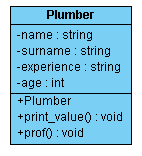 Plumber
-name : string
-surname : string
-experience : string
-age : int
+Plumber
+print_value() : void
+prof() : void